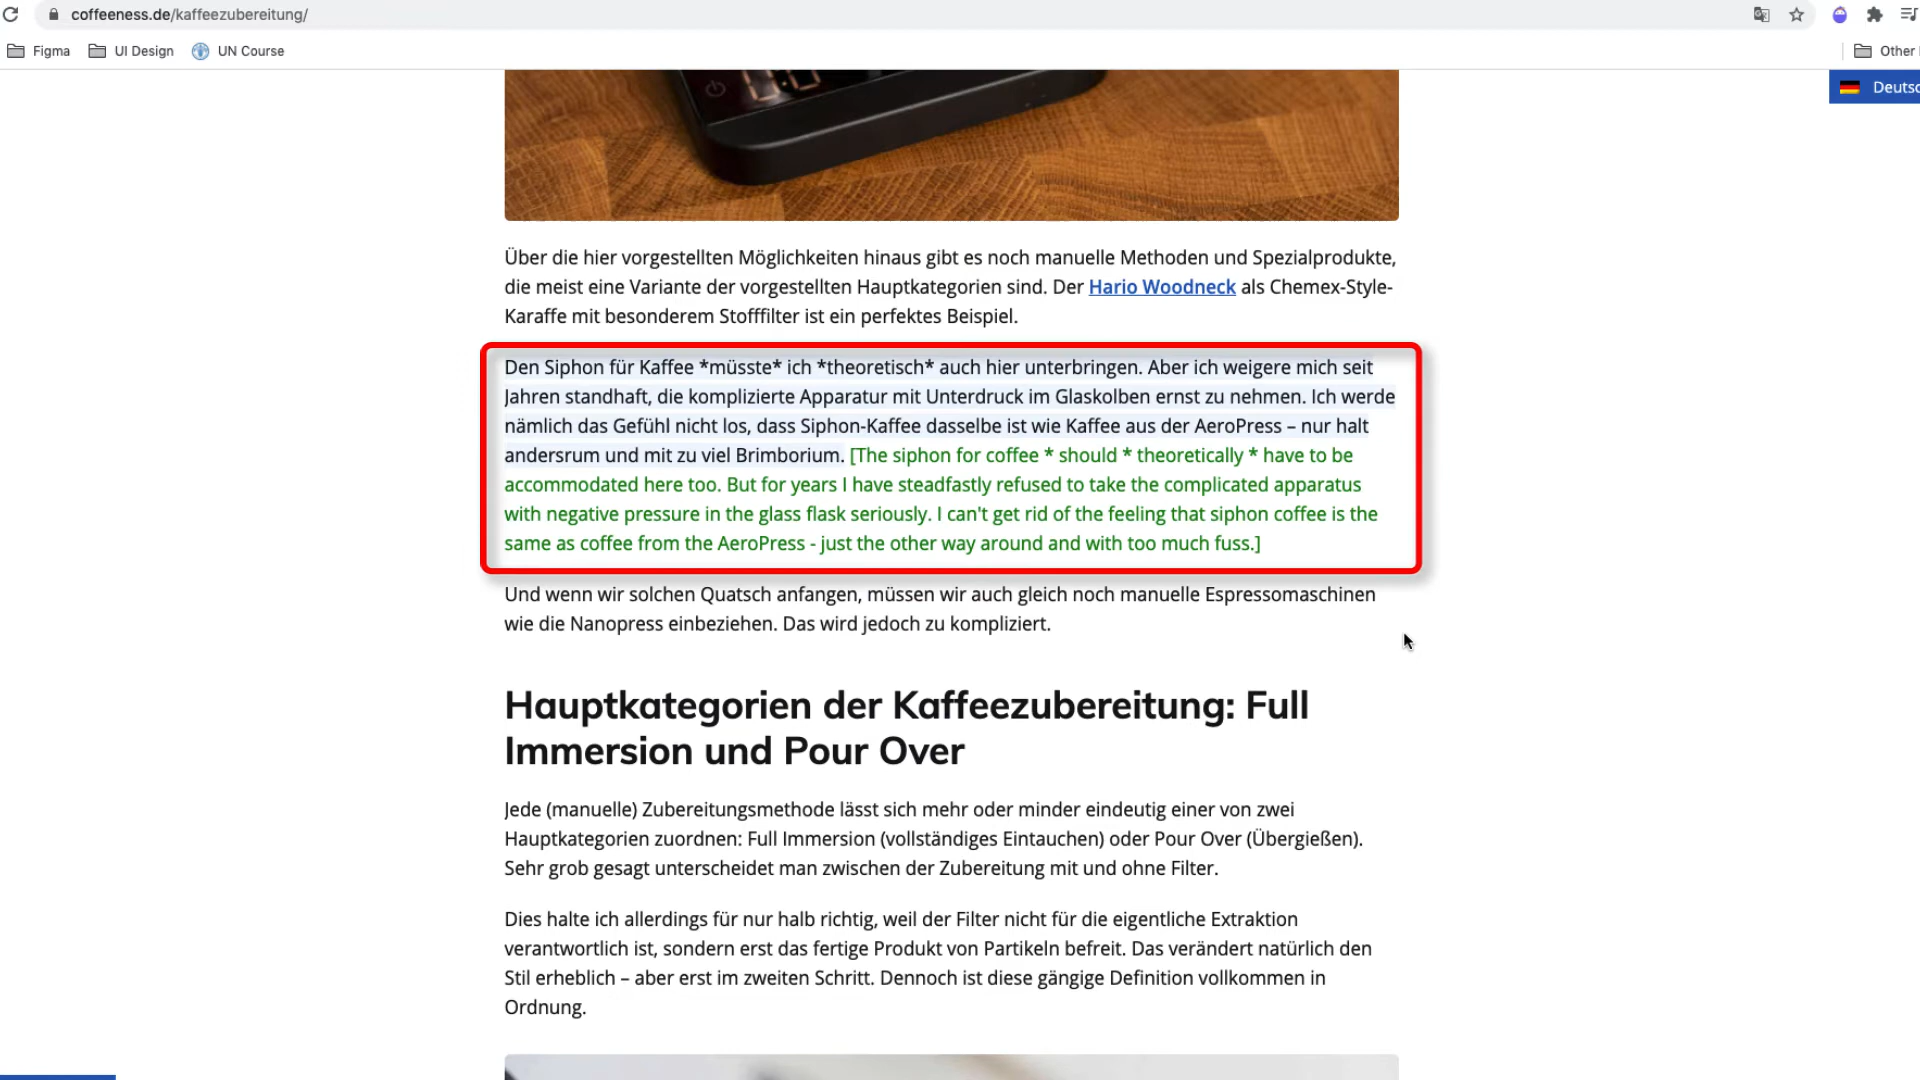 coffeeness.de/kaffeezubereitung/
Figma UI Design UN Course Other
Deutsc
Über die hier vorgestellten Möglichkeiten hinaus gibt es noch manuelle Methoden und Spezialprodukte,
die meist eine Variante der vorgestellten Hauptkategorien sind. Der Hario Woodneck als Chemex-Style-
Karaffe mit besonderem Stofffilter ist ein perfektes Beispiel.
Den Siphon für Kaffee *müsste* ich *theoretisch* auch hier unterbringen. Aber ich weigere mich seit
Jahren standhaft, die komplizierte Apparatur mit Unterdruck im Glaskolben ernst zu nehmen. Ich werde
nämlich das Gefühl nicht los, dass Siphon-Kaffee dasselbe ist wie Kaffee aus der AeroPress – nur halt
andersrum und mit zu viel Brimborium. [The siphon for coffee * should * theoretically * have to be
accommodated here too. But for years I have steadfastly refused to take the complicated apparatus
with negative pressure in the glass flask seriously. I can't get rid of the feeling that siphon coffee is the
same as coffee from the AeroPress - just the other way around and with too much fuss.]
Und wenn wir solchen Quatsch anfangen, müssen wir auch gleich noch manuelle Espressomaschinen
wie die Nanopress einbeziehen. Das wird jedoch zu kompliziert.
Hauptkategorien der Kaffeezubereitung: Full
Immersion und Pour Over
Jede (manuelle) Zubereitungsmethode lässt sich mehr oder minder eindeutig einer von zwei
Hauptkategorien zuordnen: Full Immersion (vollständiges Eintauchen) oder Pour Over (Übergießen).
Sehr grob gesagt unterscheidet man zwischen der Zubereitung mit und ohne Filter.
Dies halte ich allerdings für nur halb richtig, weil der Filter nicht für die eigentliche Extraktion
verantwortlich ist, sondern erst das fertige Produkt von Partikeln befreit. Das verändert natürlich den
Stil erheblich – aber erst im zweiten Schritt. Dennoch ist diese gängige Definition vollkommen in
Ordnung.